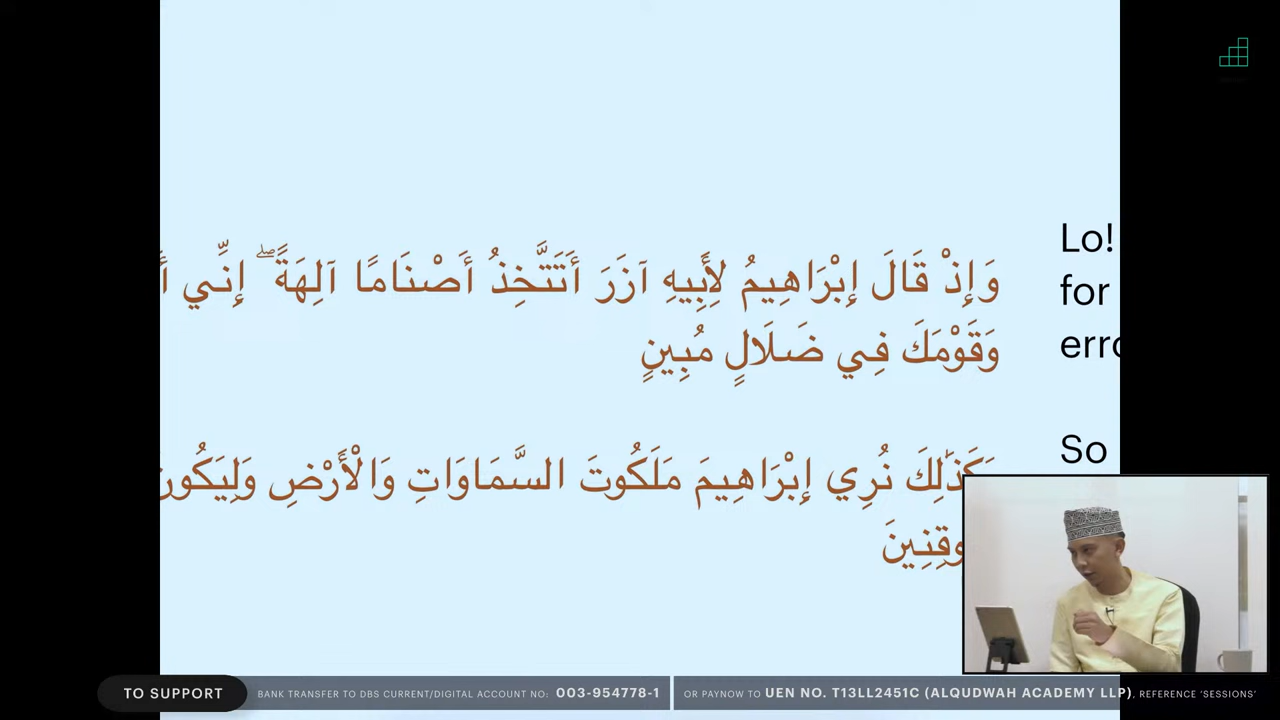 وَإِذْ قَالَ إِبْرَاهِيمُ لِأَبِيهِ آزَرَ أَتَتَّخِذُ أَصْنَامًا آلِهَةً ۖ إِنِّي
وَقَوْمَكَ فِي ضَلَالٍ مُبِينٍ
وَكَذَٰلِكَ نُرِي إِبْرَاهِيمَ مَلَكُوتَ السَّمَاوَاتِ وَالْأَرْضِ
Lo!
for
So
TO SUPPORT
BANK TRANSFER TO DBS CURRENT/DIGITAL ACCOUNT NO: 003-954778-1
OR PAYNOW TO UEN NO. T13LL2451C (ALQUDWAH ACADEMY LLP), REFERENCE ‘SESSIONS’